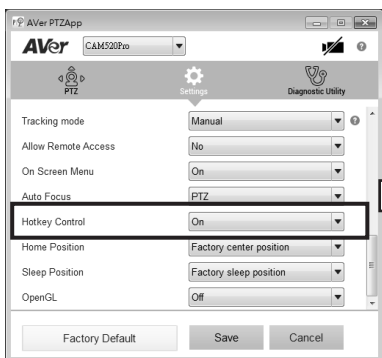 AVer PTZApp
AVer CAM520Pro
PTZ Settings Diagnostic Utility
Tracking mode Manual
Allow Remote Access No
On Screen Menu On
Auto Focus PTZ
Hotkey Control On
Home Position Factory center position
Sleep Position Factory sleep position
OpenGL Off
Factory Default Save Cancel